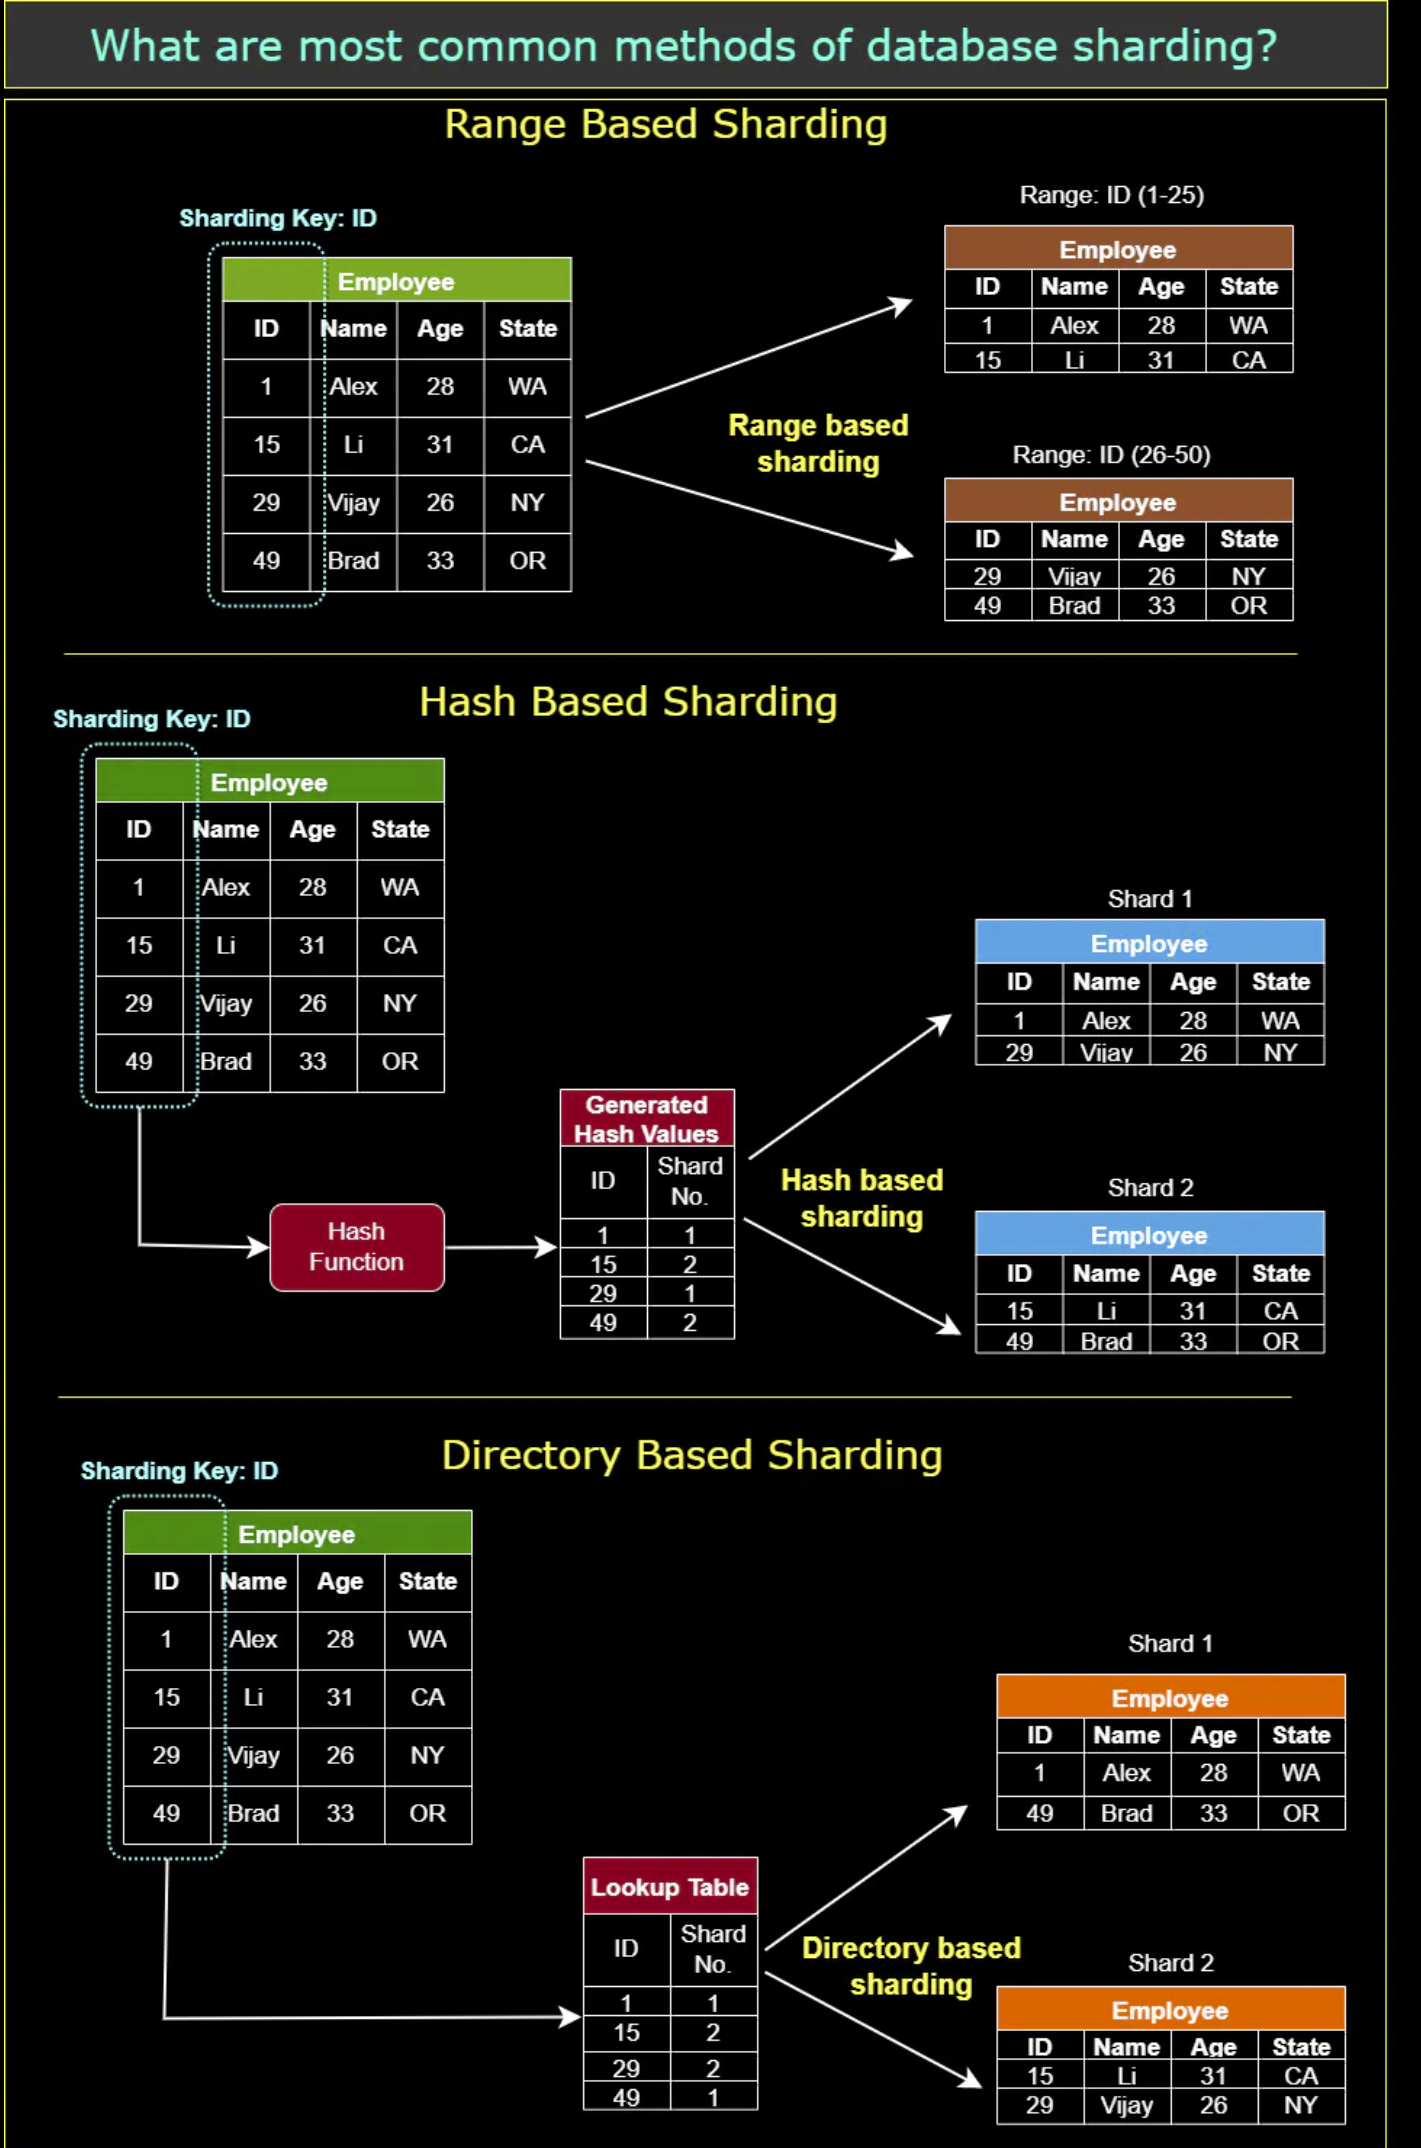 What are most common methods of database sharding?
Range Based Sharding
Sharding Key: ID
Employee
ID Name Age State
1 Alex 28 WA
15 Li 31 CA
29 Vijay 26 NY
49 Brad 33 OR
Range based
sharding
Range: ID (1-25)
Employee
ID Name Age State
1 Alex 28 WA
15 Li 31 CA
Range: ID (26-50)
Employee
ID Name Age State
29 Vijay 26 NY
49 Brad 33 OR
Hash Based Sharding
Sharding Key: ID
Employee
ID Name Age State
1 Alex 28 WA
15 Li 31 CA
29 Vijay 26 NY
49 Brad 33 OR
Hash
Function
Generated
Hash Values
ID Shard No.
1 1
15 2
29 1
49 2
Hash based
sharding
Shard 1
Employee
ID Name Age State
1 Alex 28 WA
29 Vijay 26 NY
Shard 2
Employee
ID Name Age State
15 Li 31 CA
49 Brad 33 OR
Directory Based Sharding
Sharding Key: ID
Employee
ID Name Age State
1 Alex 28 WA
15 Li 31 CA
29 Vijay 26 NY
49 Brad 33 OR
Lookup Table
ID Shard No.
1 1
15 2
29 2
49 1
Directory based
sharding
Shard 1
Employee
ID Name Age State
1 Alex 28 WA
49 Brad 33 OR
Shard 2
Employee
ID Name Age State
15 Li 31 CA
29 Vijay 26 NY